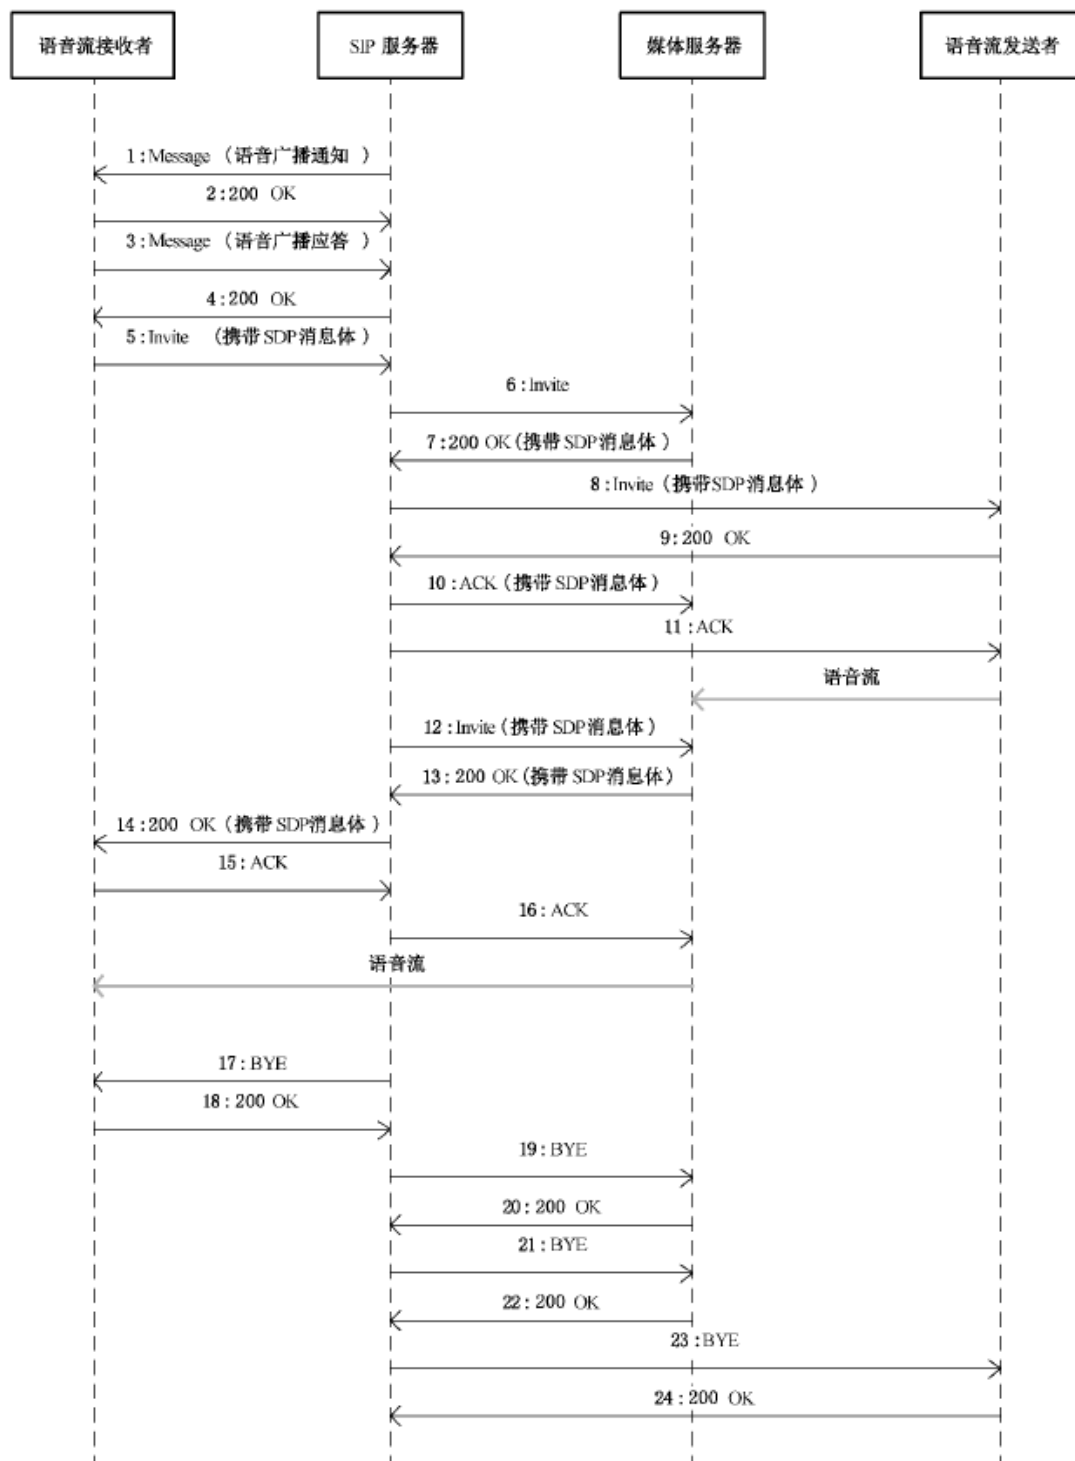 语音流接收者
SIP 服务器
媒体服务器
语音流发送者
1:Message（语音广播通知 ）
2:200 OK
3:Message（语音广播应答 ）
4:200 OK
5:Invite （携带SDP消息体）
6:Invite
7:200 OK(携带SDP消息体)
8:Invite（携带SDP消息体）
9:200 OK
10:ACK（携带 SDP消息体）
11:ACK
语音流
12:Invite(携带 SDP消息体)
13:200 OK(携带 SDP消息体)
14:200 OK（携带 SDP消息体）
15:ACK
16:ACK
语音流
17:BYE
18:200 OK
19:BYE
20:200 OK
21:BYE
22:200 OK
23:BYE
24:200 OK